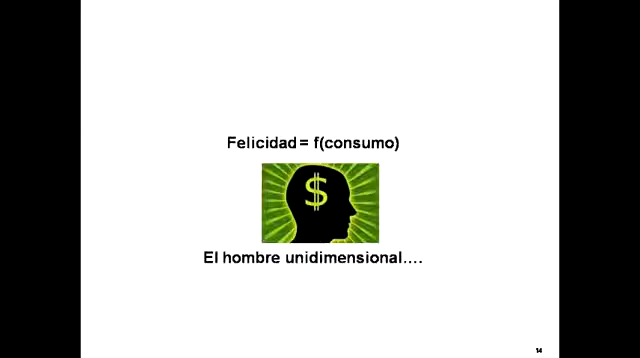 Felicidad = f(consumo)
$
El hombre unidimensional....
14